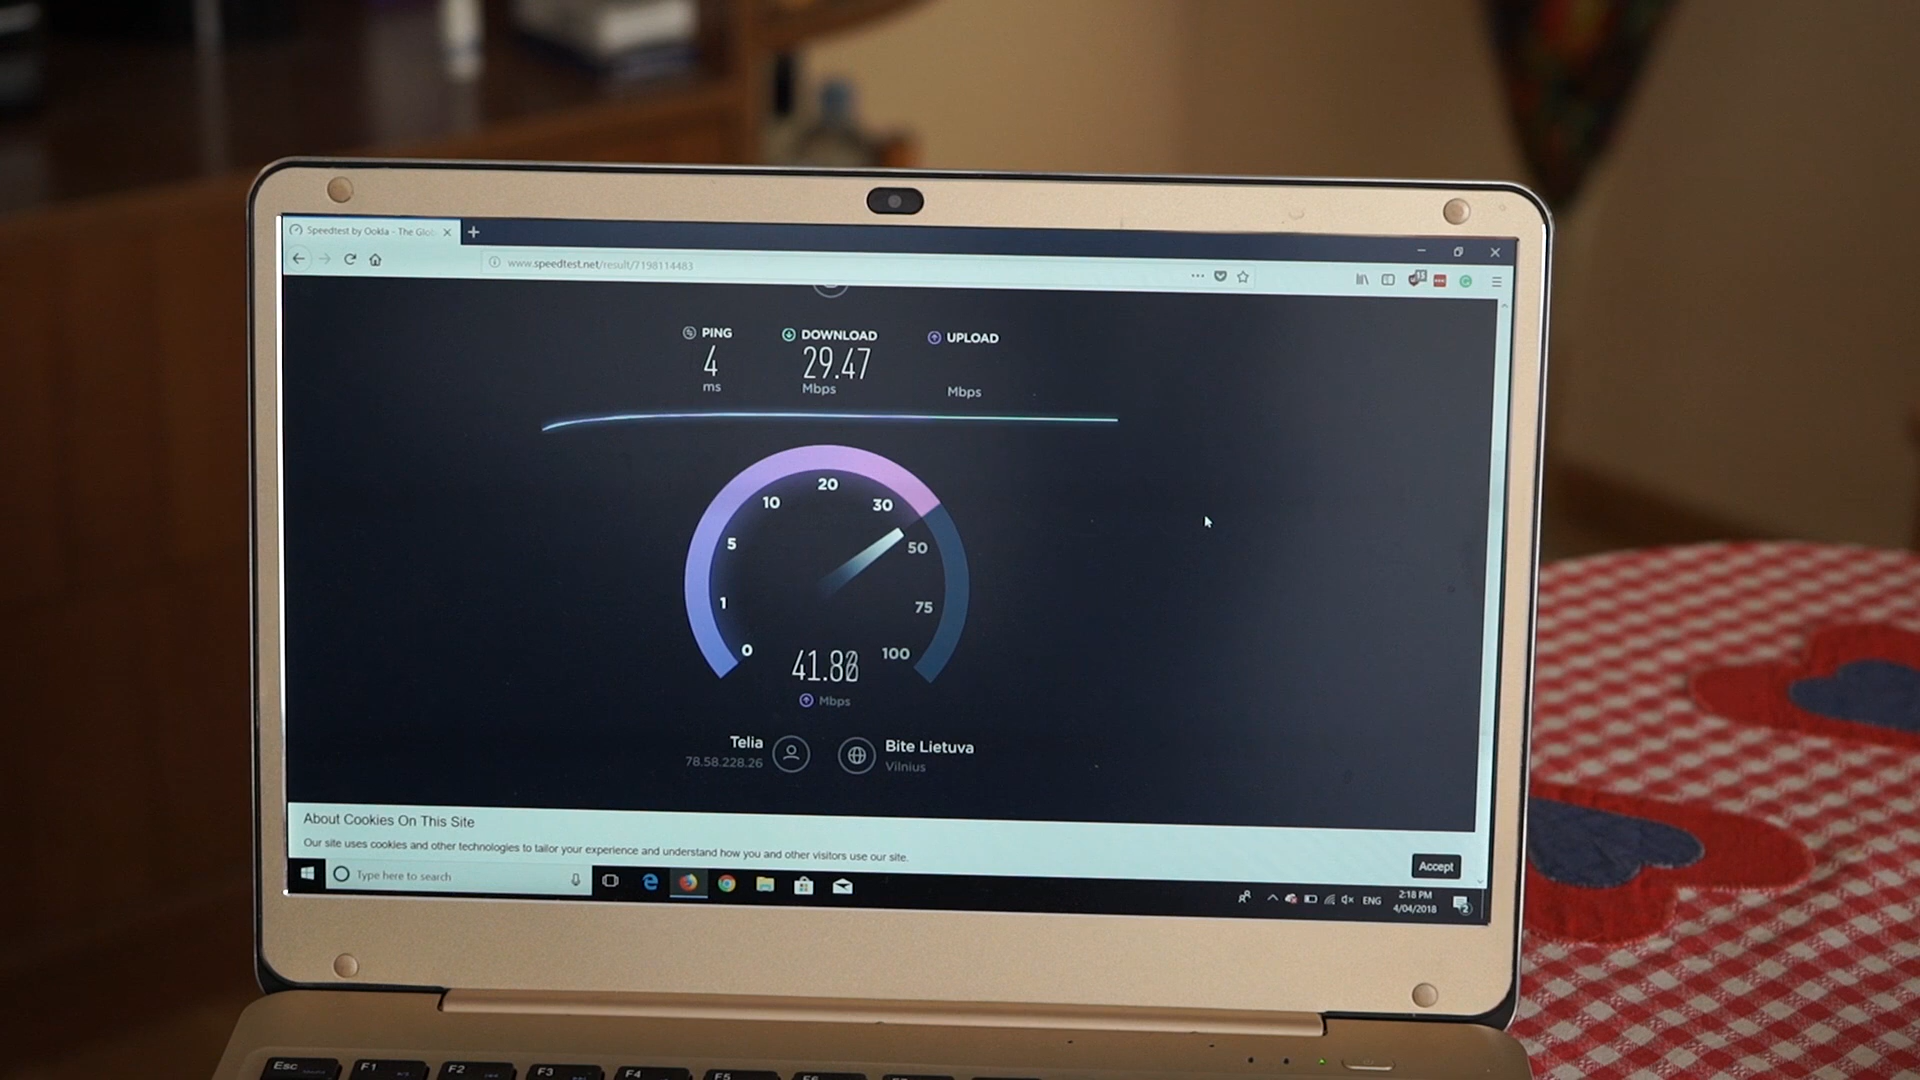 Speedtest by Ookla - The Glo
www.speedtest.net/result/7198114483
PING
DOWNLOAD
UPLOAD
4
29.47
ms
Mbps
Mbps
0
1
5
10
20
30
50
75
100
Mbps
Telia
78.58.228.26
Bite Lietuva
Vilnius
About Cookies On This Site
Our site uses cookies and other technologies to tailor your experience and understand how you and other visitors use our site.
Accept
Type here to search
ENG
2:18 PM
4/04/2018
2
Esc
F1
F2
F3
F4
F5